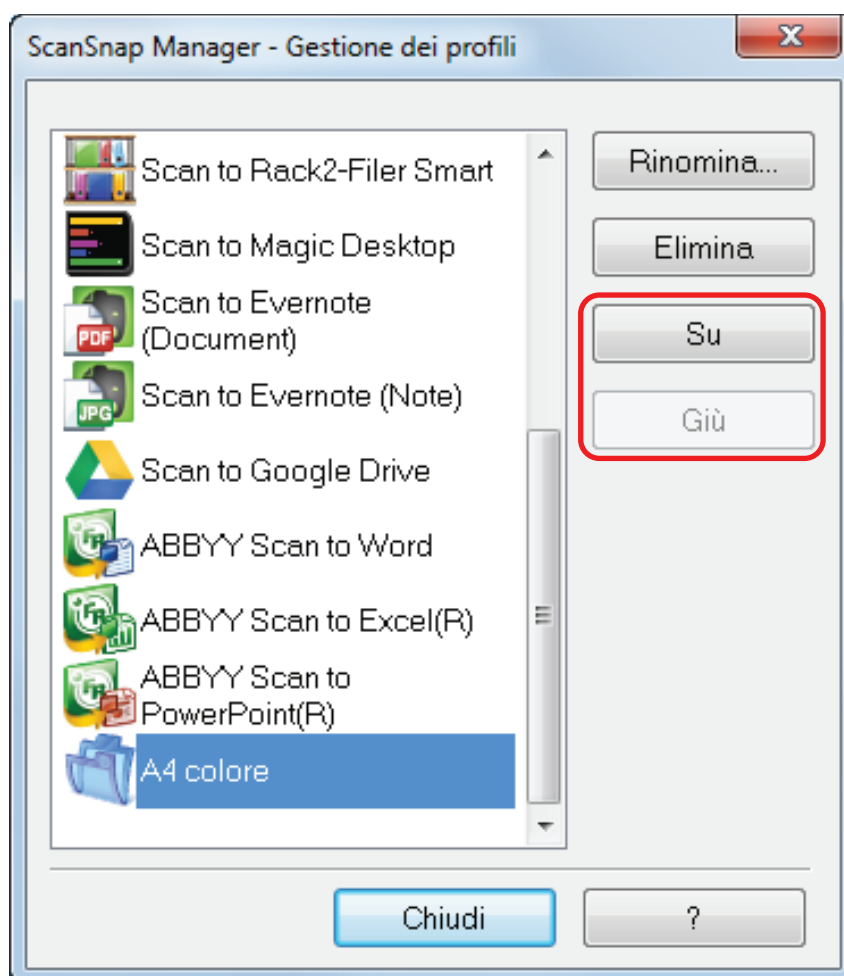 ScanSnap Manager - Gestione dei profili
Scan to Rack2-Filer Smart
Scan to Magic Desktop
Scan to Evernote
(Document)
PDF
Scan to Evernote (Note)
JPG
Scan to Google Drive
ABBYY Scan to Word
ABBYY Scan to Excel(R)
ABBYY Scan to
PowerPoint(R)
A4 colore
Rinomina...
Elimina
Su
Giù
Chiudi
?